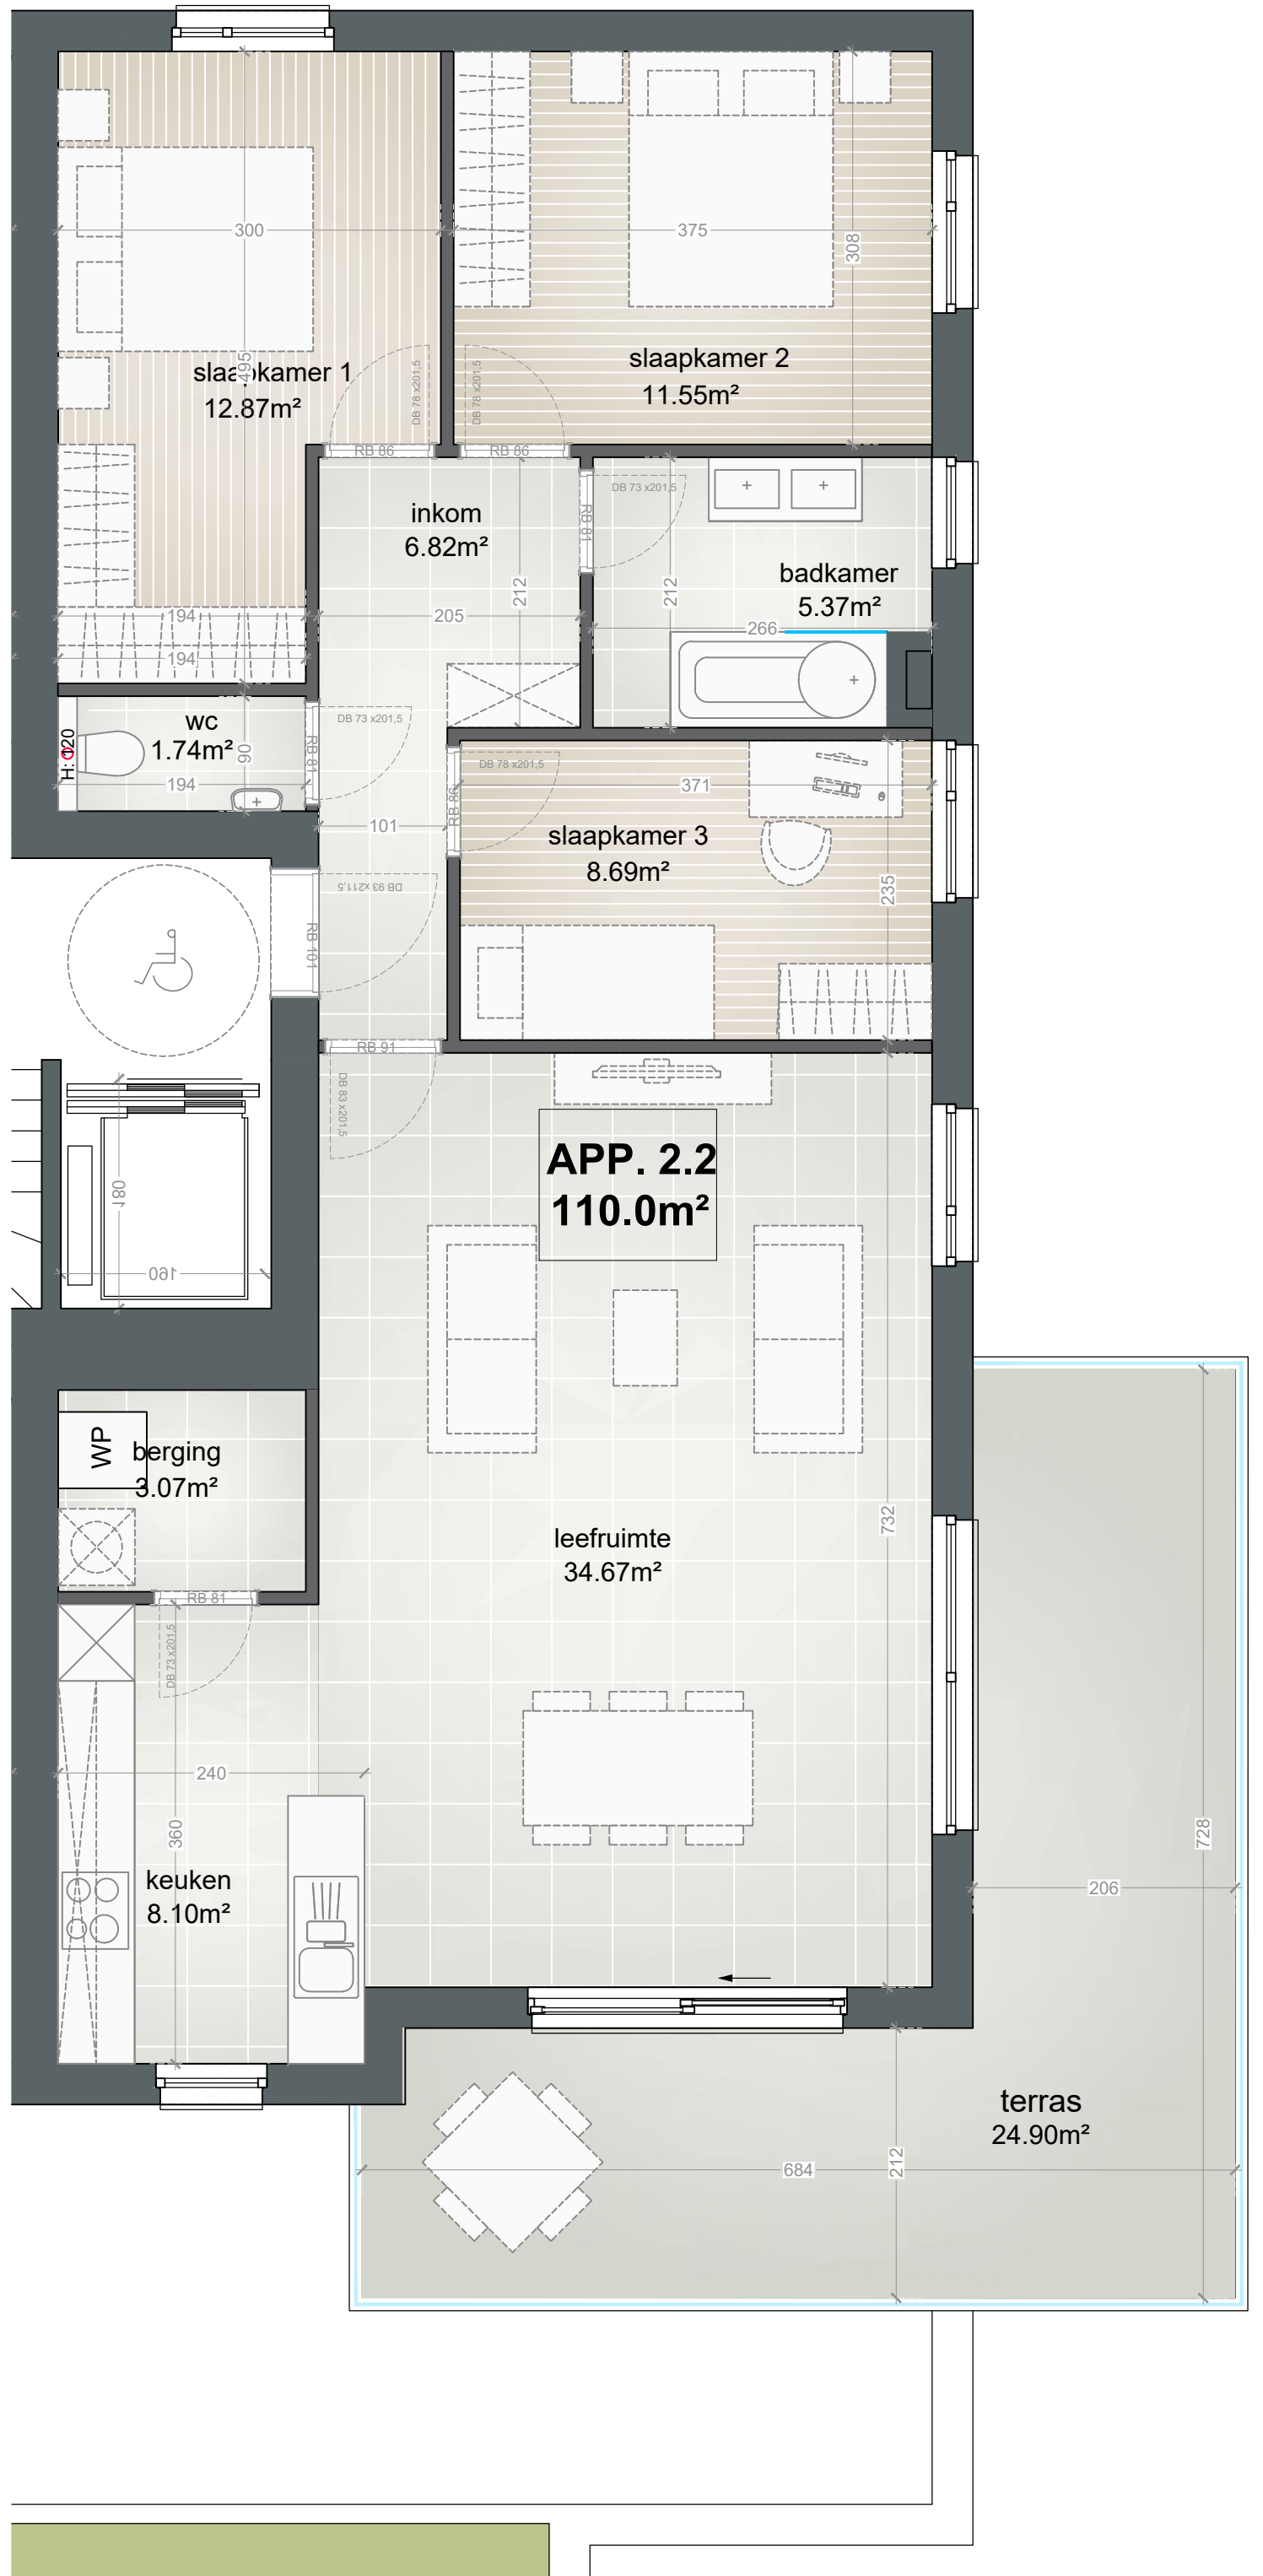 300
375
308
slaapkamer 1
495
12.87m²
slaapkamer 2
11.55m²
DB 78 x201,5
DB 78 x201,5
RB 86
RB 86
inkom
6.82m²
DB 73 x201,5
RB 81
badkamer
5.37m²
212
212
194
205
266
194
wc
1.74m²
H: 120
90
194
DB 73 x201,5
RB 81
DB 78 x201,5
RB 86
371
101
slaapkamer 3
8.69m²
235
DB 93 x211,5
RB 101
RB 91
DB 83 x201,5
APP. 2.2
110.0m²
181
160
WP
berging
3.07m²
leefruimte
34.67m²
732
RB 81
DB 73 x201,5
240
360
keuken
8.10m²
728
206
terras
24.90m²
684
212